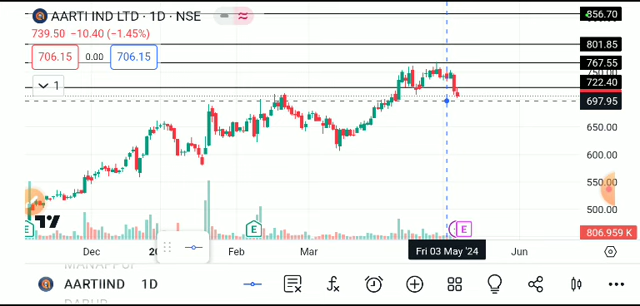 AARTI IND LTD · 1D · NSE
739.50 −10.40 (−1.45%)
706.15 0.00 706.15
1
856.70
801.85
767.55
722.40
697.95
650.00
600.00
550.00
500.00
806.959 K
E
E
Dec
Feb
Mar
Fri 03 May '24
Jun
AARTIIND 1D